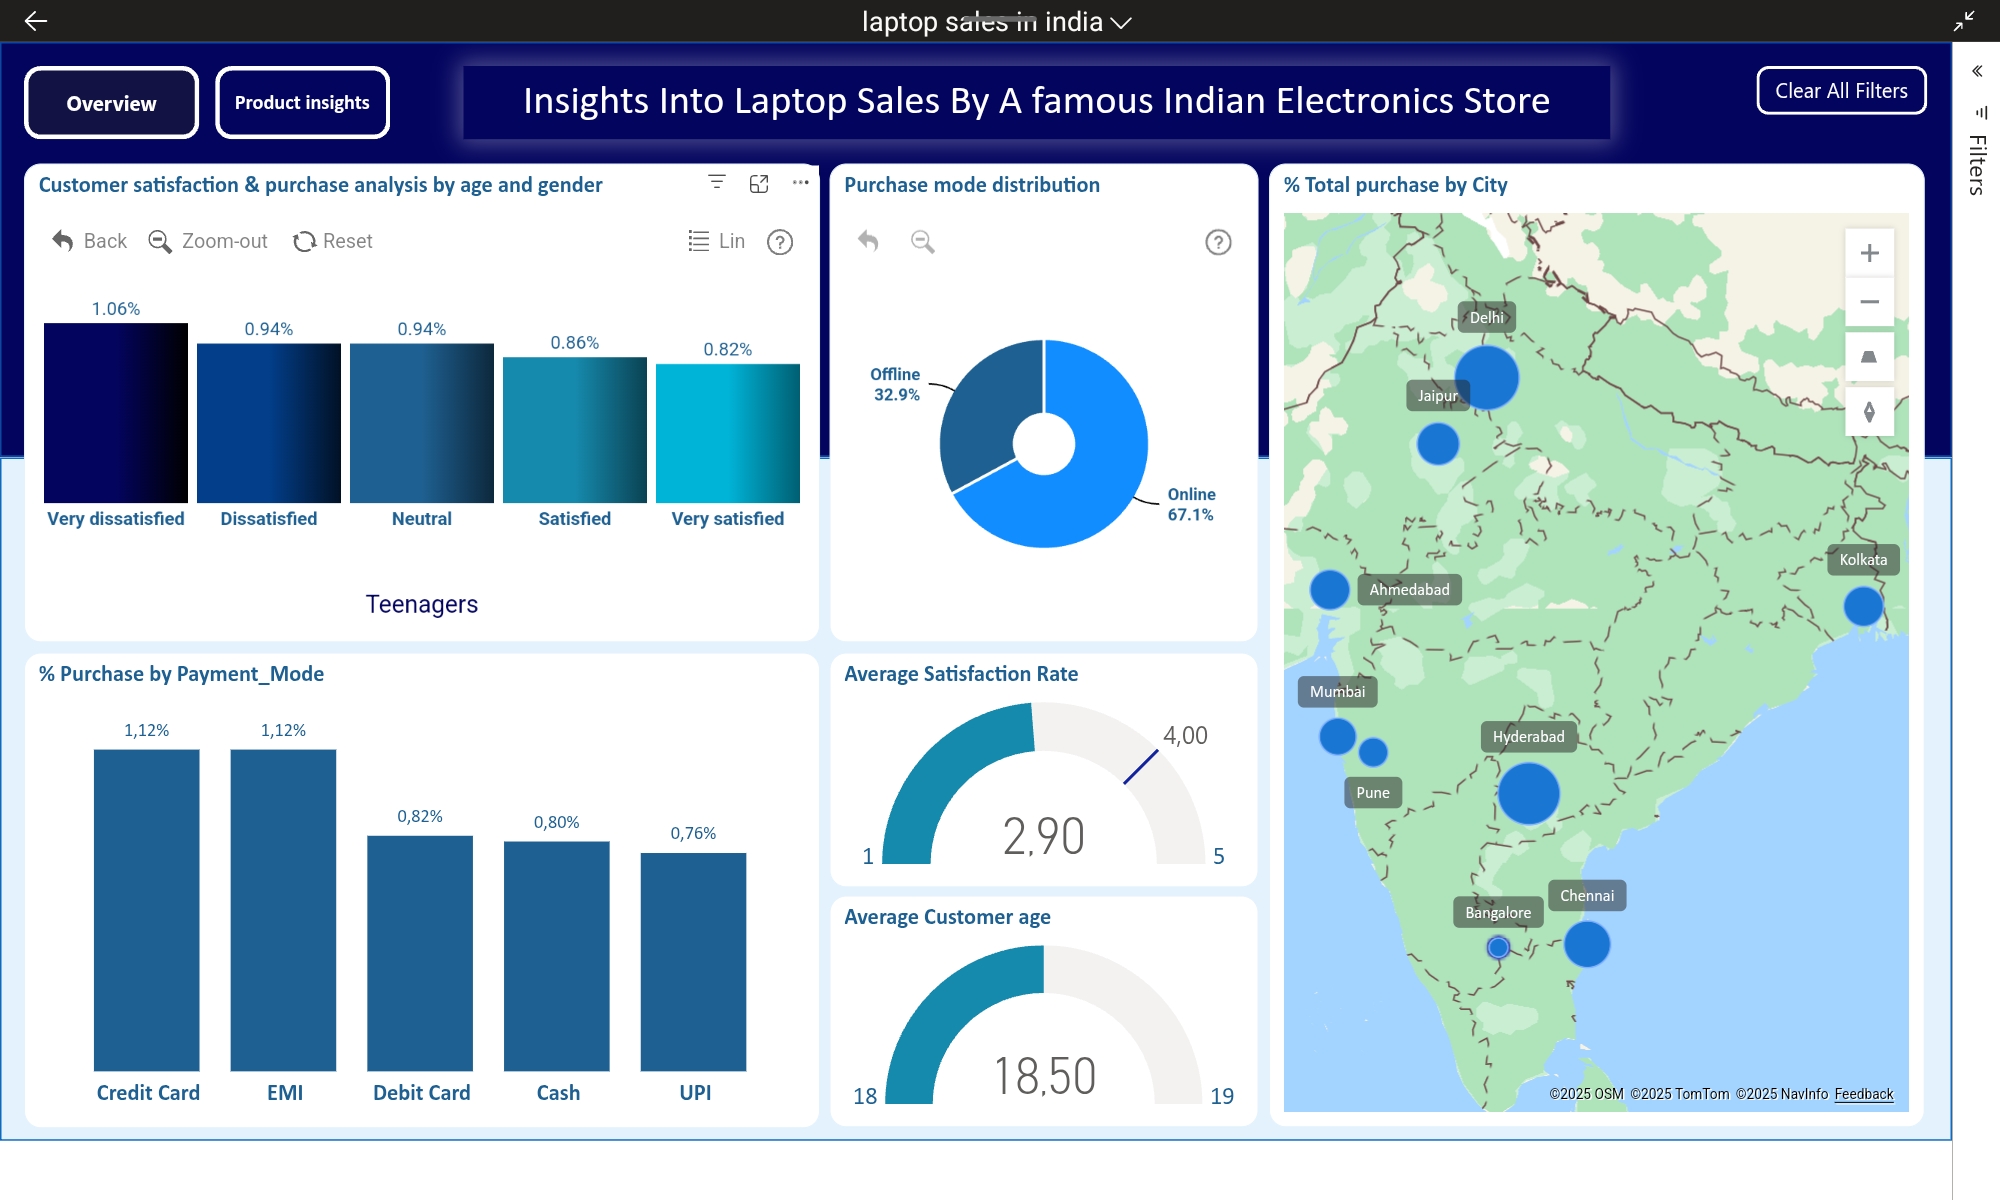 laptop sales in india
Overview
Product insights
Insights Into Laptop Sales By A famous Indian Electronics Store
Clear All Filters
Filters
Customer satisfaction & purchase analysis by age and gender
Back
Zoom-out
Reset
Lin
?
1.06%
0.94%
0.94%
0.86%
0.82%
Very dissatisfied
Dissatisfied
Neutral
Satisfied
Very satisfied
Teenagers
Purchase mode distribution
?
Offline
32.9%
Online
67.1%
% Total purchase by City
Delhi
Jaipur
Kolkata
Ahmedabad
Mumbai
Hyderabad
Pune
Chennai
Bangalore
©2025 OSM ©2025 TomTom ©2025 NavInfo Feedback
% Purchase by Payment_Mode
1,12%
1,12%
0,82%
0,80%
0,76%
Credit Card
EMI
Debit Card
Cash
UPI
Average Satisfaction Rate
4,00
2,90
1
5
Average Customer age
18,50
18
19